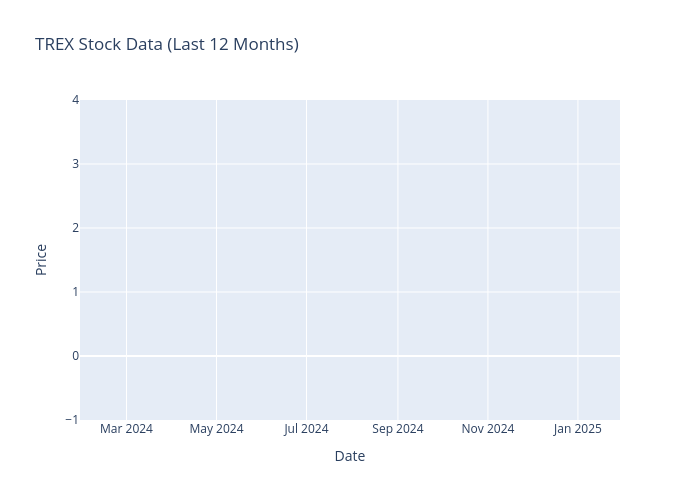 TREX Stock Data (Last 12 Months)
4
3
2
1
0
−1
Price
Mar 2024 May 2024 Jul 2024 Sep 2024 Nov 2024 Jan 2025
Date